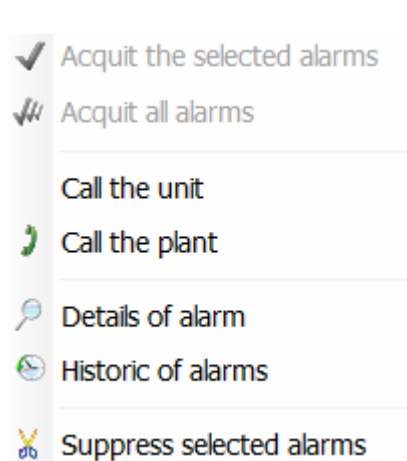 Acquit the selected alarms
Acquit all alarms
Call the unit
Call the plant
Details of alarm
Historic of alarms
Suppress selected alarms